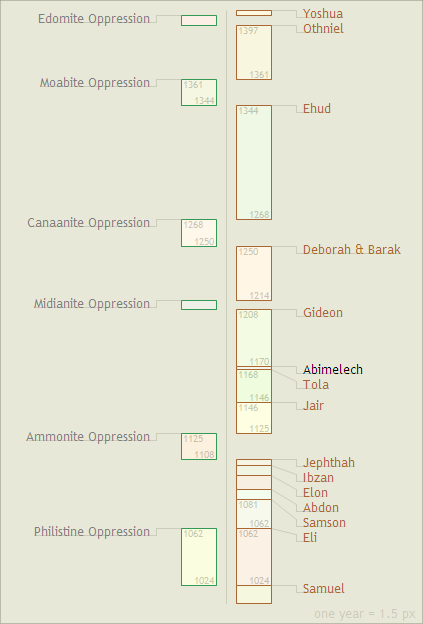 Edomite Oppression
Yoshua
Othniel
1397
1361
Moabite Oppression
1361
1344
Ehud
1344
1268
Canaanite Oppression
1268
1250
Deborah & Barak
1250
1214
Midianite Oppression
Gideon
1208
1170
Abimelech
1168
Tola
1146
Jair
1146
1125
Ammonite Oppression
1125
1108
Jephthah
Ibzan
Elon
Abdon
1081
Samson
1062
Philistine Oppression
1062
1024
Eli
1062
1024
Samuel
one year = 1.5 px